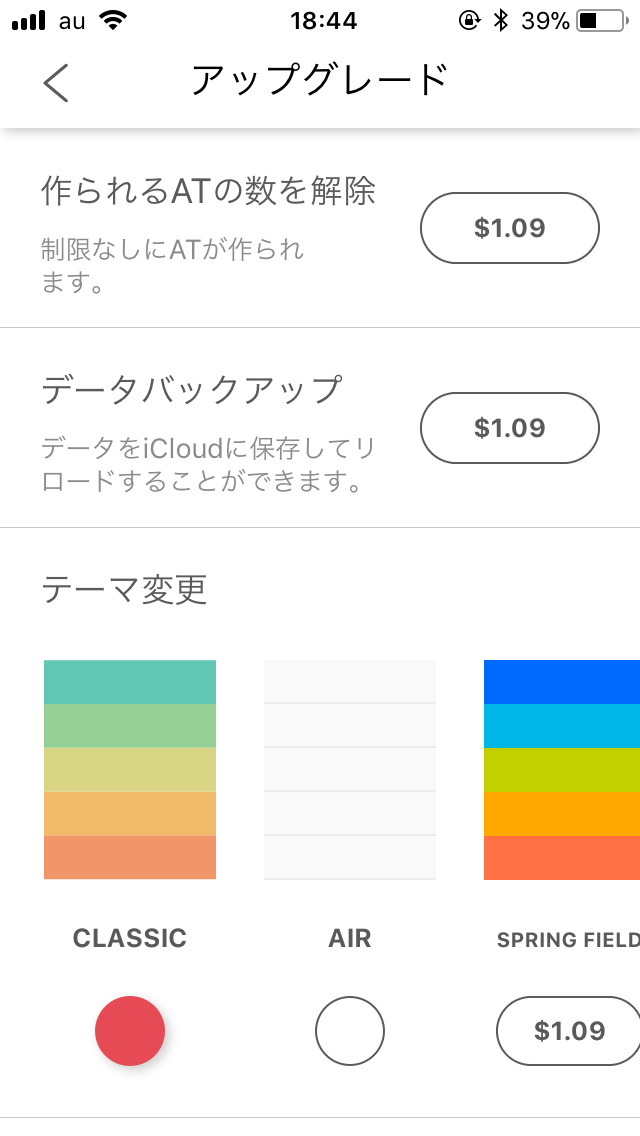 au 18:44 39%
アップグレード
作られるATの数を解除
$1.09
制限なしにATが作られ
ます。
データバックアップ
$1.09
データをiCloudに保存してリ
ロードすることができます。
テーマ変更
CLASSIC AIR SPRING FIELD
$1.09